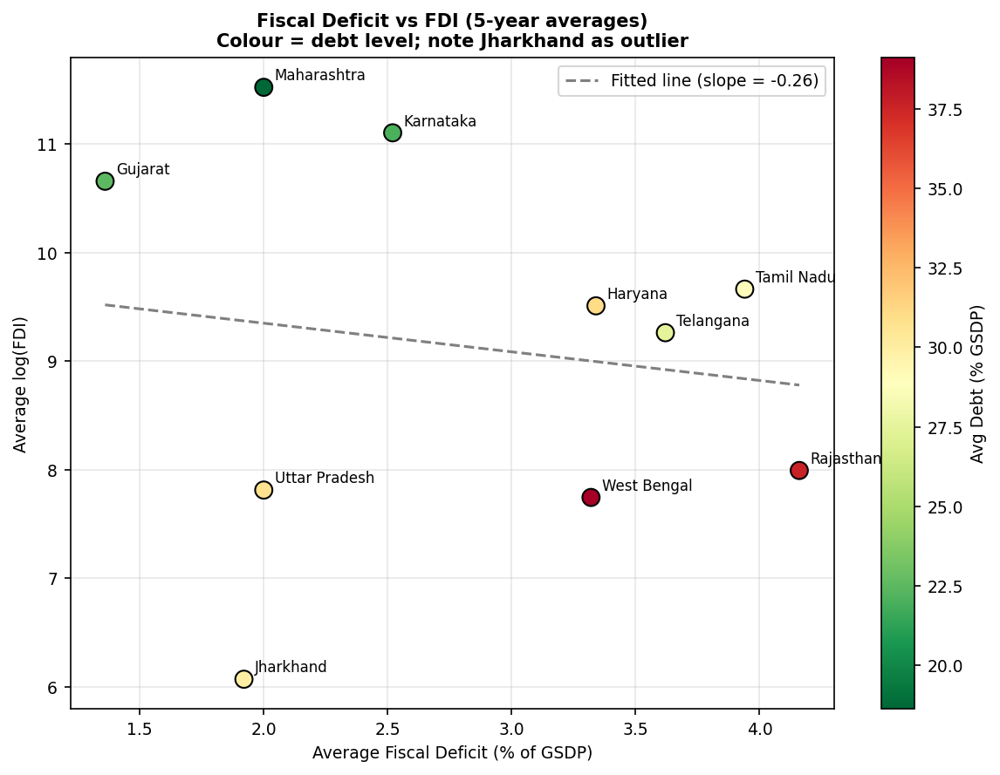 Fiscal Deficit vs FDI (5-year averages)
Colour = debt level; note Jharkhand as outlier
Fitted line (slope = -0.26)
Maharashtra
Karnataka
Gujarat
Tamil Nadu
Haryana
Telangana
Rajasthan
Uttar Pradesh
West Bengal
Jharkhand
Average log(FDI)
11
10
9
8
7
6
1.5
2.0
2.5
3.0
3.5
4.0
Average Fiscal Deficit (% of GSDP)
37.5
35.0
32.5
30.0
27.5
25.0
22.5
20.0
Avg Debt (% GSDP)